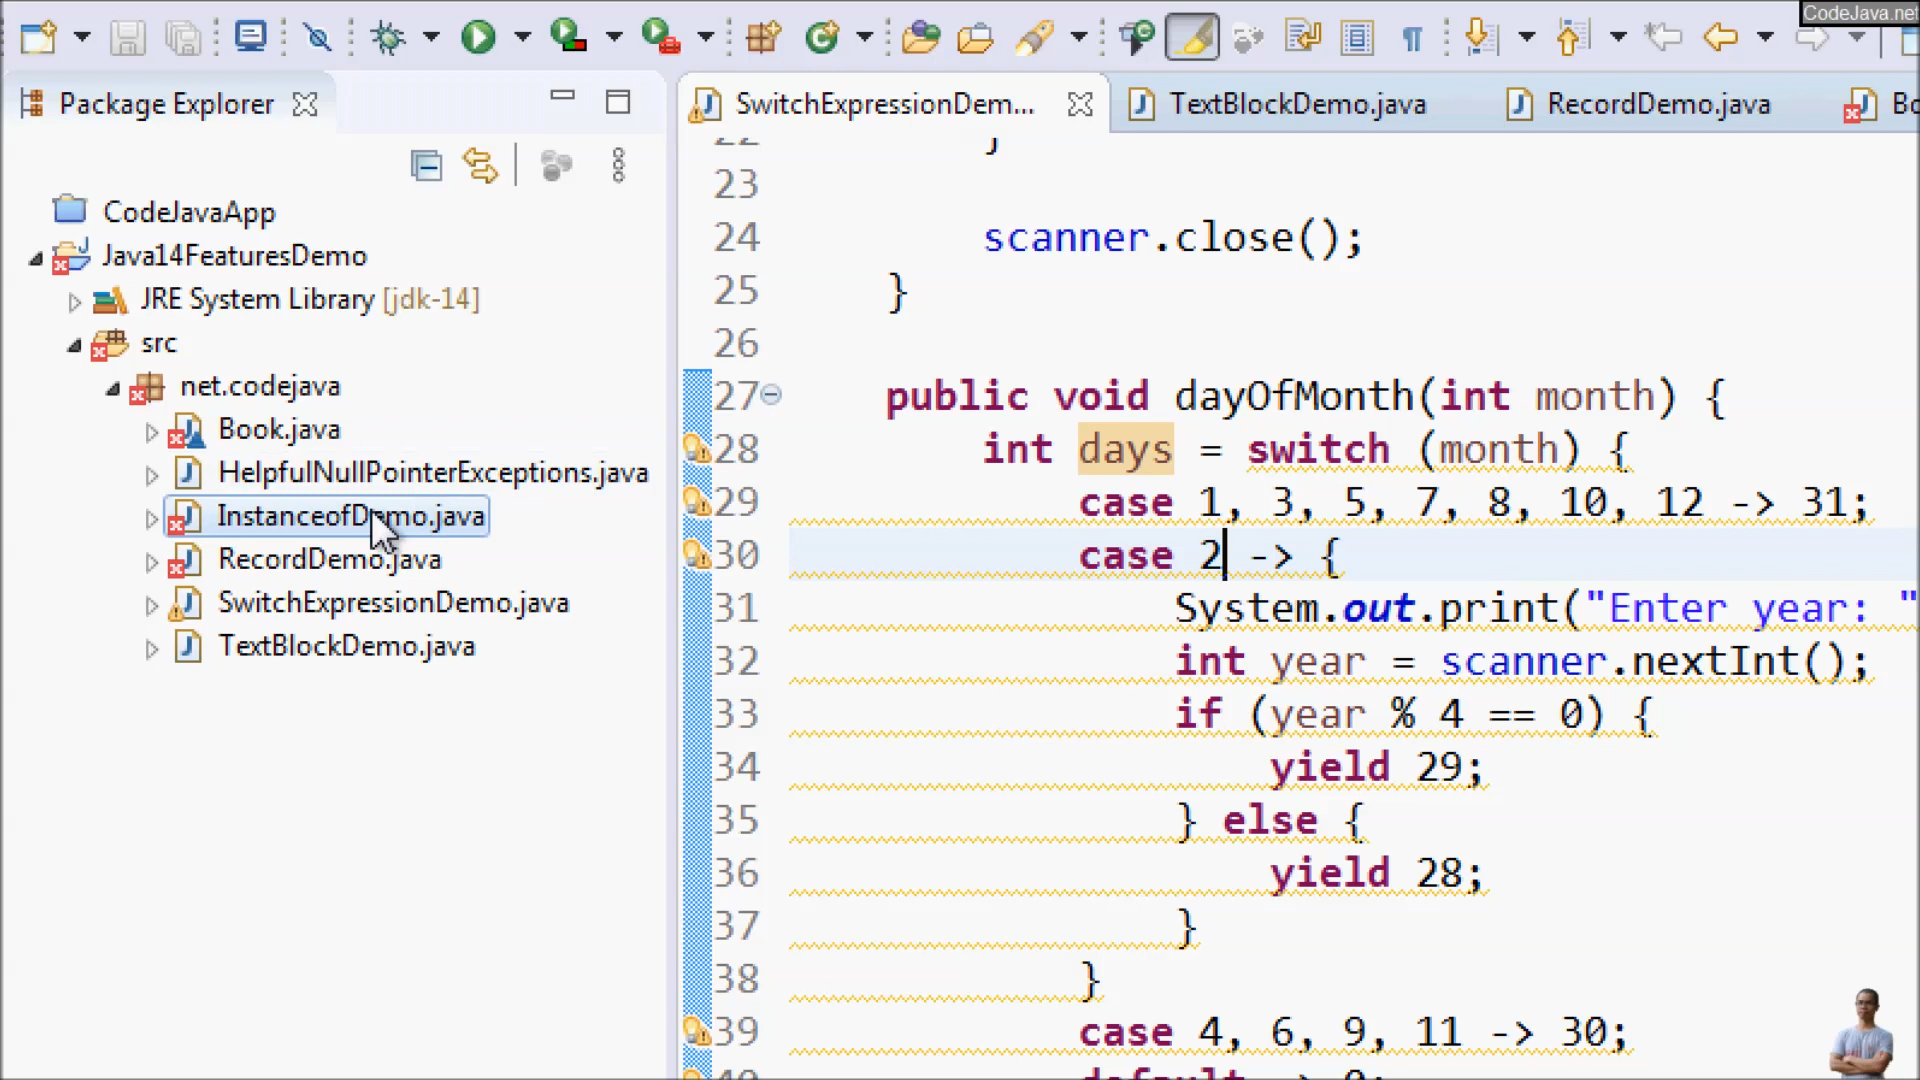 CodeJava.net
Package Explorer
SwitchExpressionDem...
TextBlockDemo.java
RecordDemo.java
CodeJavaApp
Java14FeaturesDemo
JRE System Library [jdk-14]
src
net.codejava
Book.java
HelpfulNullPointerExceptions.java
InstanceofDemo.java
RecordDemo.java
SwitchExpressionDemo.java
TextBlockDemo.java
22 }
23
24 scanner.close();
25 }
26
27 public void dayOfMonth(int month) {
28 int days = switch (month) {
29 case 1, 3, 5, 7, 8, 10, 12 -> 31;
30 case 2 -> {
31 System.out.print("Enter year: "
32 int year = scanner.nextInt();
33 if (year % 4 == 0) {
34 yield 29;
35 } else {
36 yield 28;
37 }
38 }
39 case 4, 6, 9, 11 -> 30;
40 default -> 0;